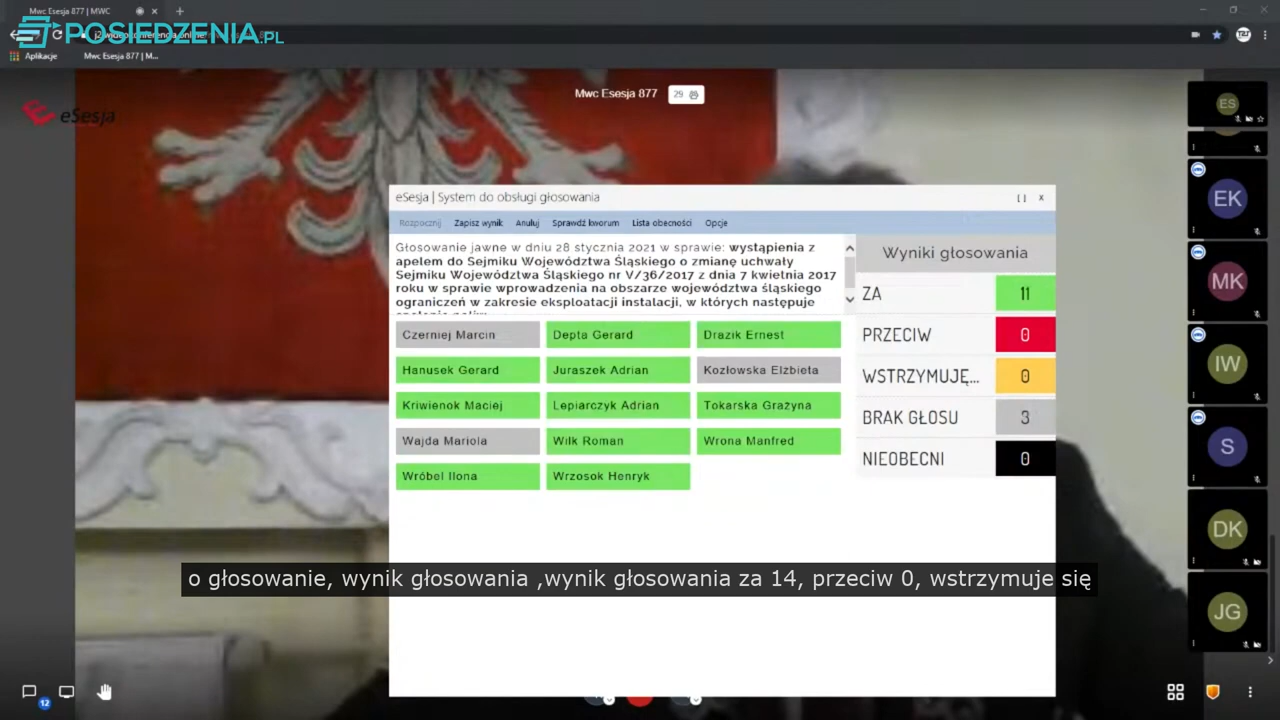 Mwc Esesja 877 | MWC
POSIEDZENIA.PL
Aplikacje
Mwc Esesja 877 | M...
eSesja
Mwc Esesja 877
29
eSesja | System do obsługi głosowania
Rozpocznij Zapisz wynik Anuluj Sprawdź kworum Lista obecności Opcje
Głosowanie jawne w dniu 28 stycznia 2021 w sprawie: wystąpienia z
apelem do Sejmiku Województwa Śląskiego o zmianę uchwały
Sejmiku Województwa Śląskiego nr V/36/2017 z dnia 7 kwietnia 2017
roku w sprawie wprowadzenia na obszarze województwa śląskiego
ograniczeń w zakresie eksploatacji instalacji, w których następuje
Wyniki głosowania
ZA 11
PRZECIW 0
WSTRZYMUJĘ... 0
BRAK GŁOSU 3
NIEOBECNI 0
Czerniej Marcin Depta Gerard Drazik Ernest
Hanusek Gerard Juraszek Adrian Kozłowska Elzbieta
Kriwienok Maciej Lepiarczyk Adrian Tokarska Grażyna
Wajda Mariola Wilk Roman Wrona Manfred
Wróbel Ilona Wrzosok Henryk
ES
EK
MK
IW
S
DK
JG
o głosowanie, wynik głosowania ,wynik głosowania za 14, przeciw 0, wstrzymuje się
12